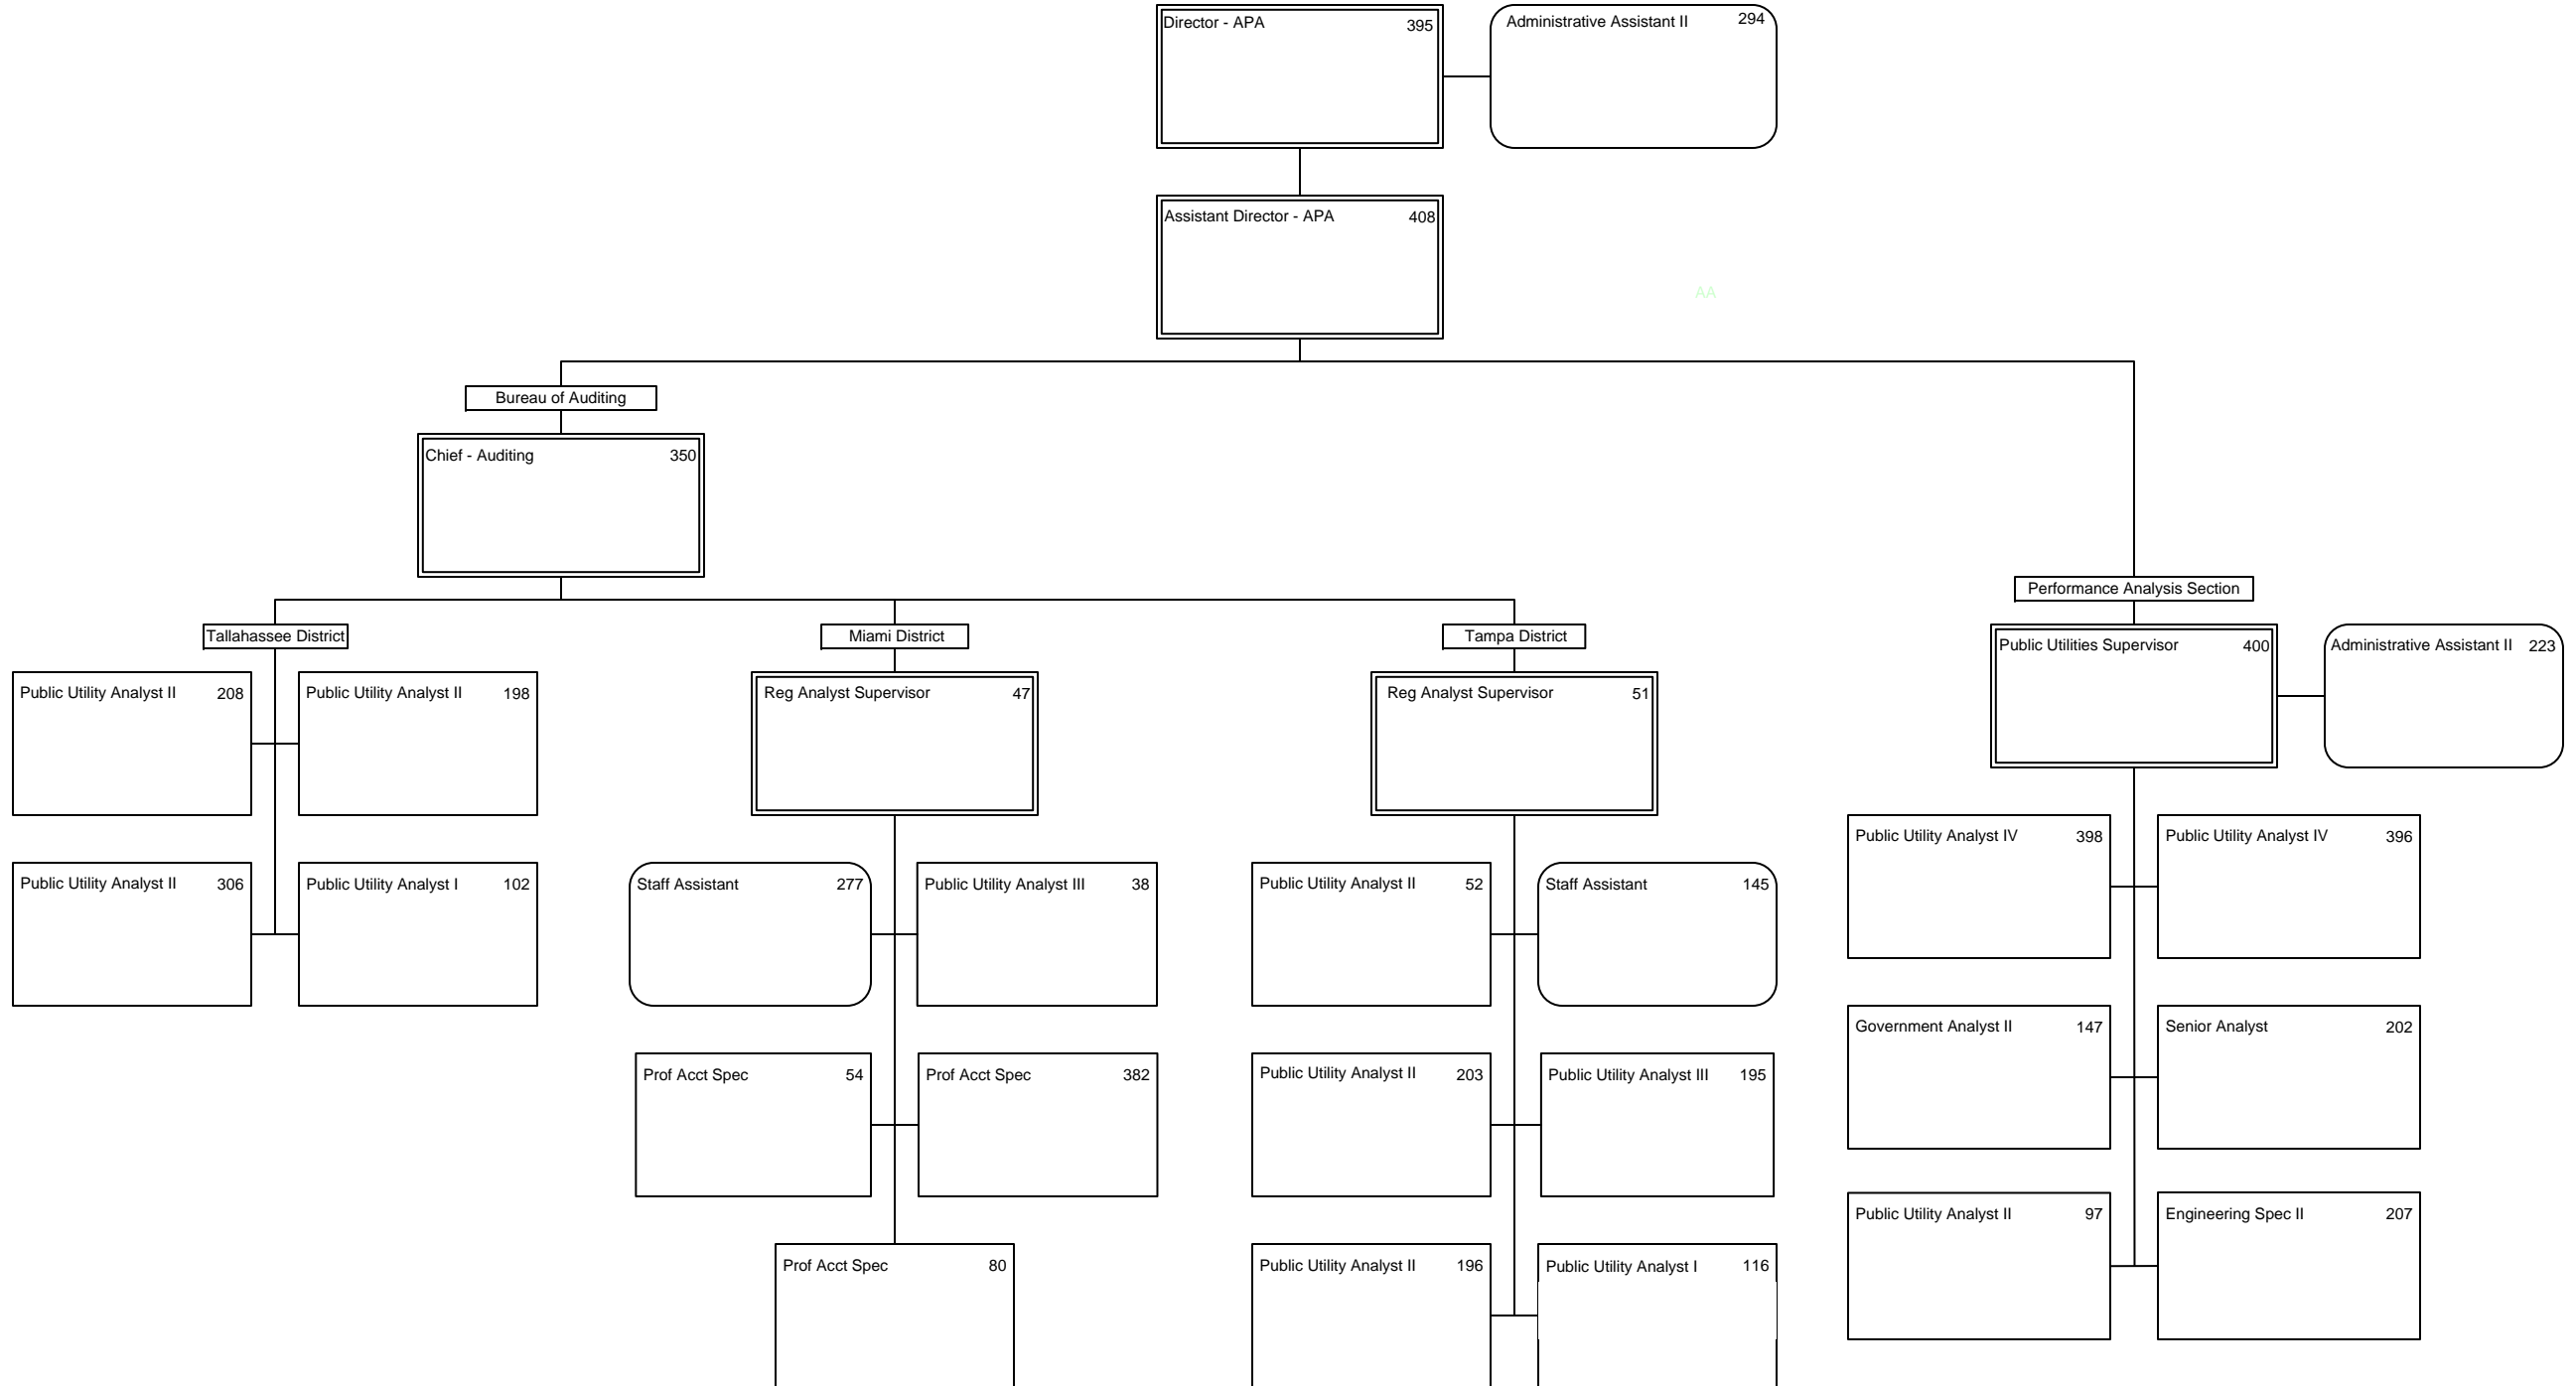 Director - APA 395
Administrative Assistant II 294
Assistant Director - APA 408
AA
Bureau of Auditing
Chief - Auditing 350
Performance Analysis Section
Tallahassee District
Miami District
Tampa District
Public Utilities Supervisor 400
Administrative Assistant II 223
Public Utility Analyst II 208
Public Utility Analyst II 198
Reg Analyst Supervisor 47
Reg Analyst Supervisor 51
Public Utility Analyst IV 398
Public Utility Analyst IV 396
Public Utility Analyst II 306
Public Utility Analyst I 102
Staff Assistant 277
Public Utility Analyst III 38
Public Utility Analyst II 52
Staff Assistant 145
Government Analyst II 147
Senior Analyst 202
Prof Acct Spec 54
Prof Acct Spec 382
Public Utility Analyst II 203
Public Utility Analyst III 195
Public Utility Analyst II 97
Engineering Spec II 207
Prof Acct Spec 80
Public Utility Analyst II 196
Public Utility Analyst I 116